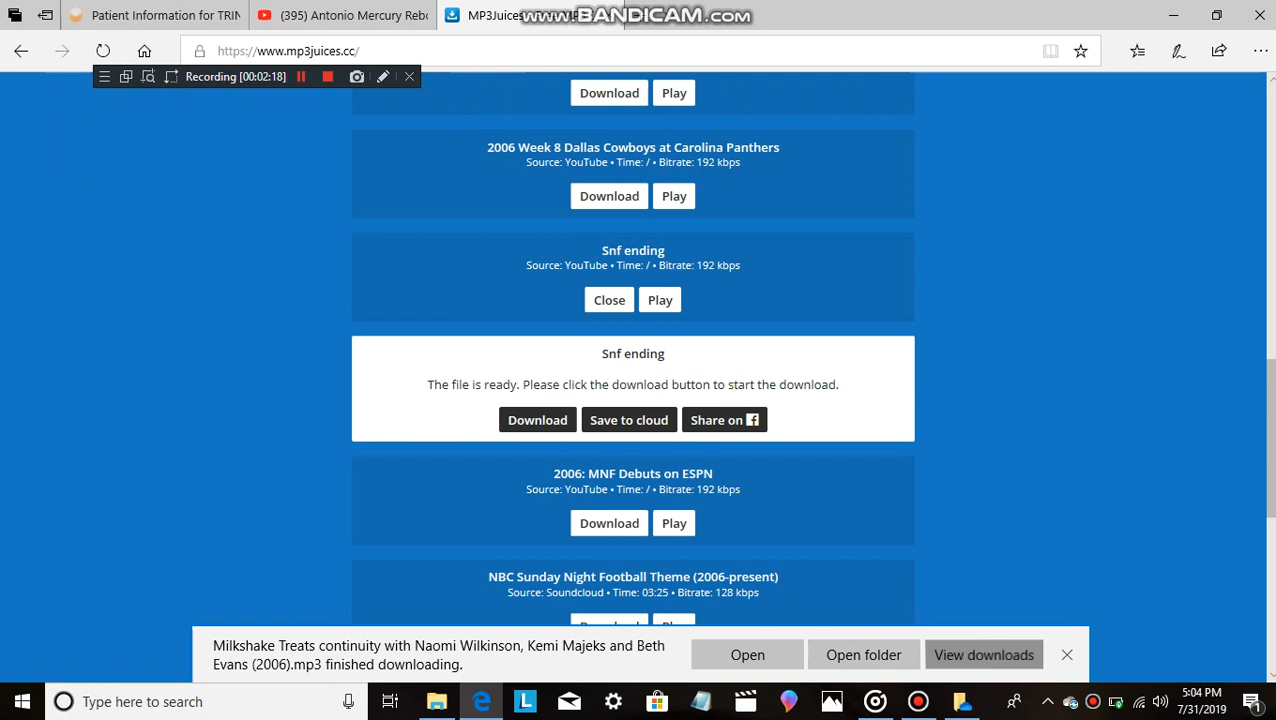 Patient Information for TRIN
(395) Antonio Mercury Rebo
MP3Juices
www.BANDICAM.com
https://www.mp3juices.cc/
Recording [00:02:18]
Download
Play
2006 Week 8 Dallas Cowboys at Carolina Panthers
Source: YouTube • Time: / • Bitrate: 192 kbps
Download
Play
Snf ending
Source: YouTube • Time: / • Bitrate: 192 kbps
Close
Play
Snf ending
The file is ready. Please click the download button to start the download.
Download
Save to cloud
Share on
2006: MNF Debuts on ESPN
Source: YouTube • Time: / • Bitrate: 192 kbps
Download
Play
NBC Sunday Night Football Theme (2006-present)
Source: Soundcloud • Time: 03:25 • Bitrate: 128 kbps
Download
Play
Milkshake Treats continuity with Naomi Wilkinson, Kemi Majeks and Beth
Evans (2006).mp3 finished downloading.
Open
Open folder
View downloads
Type here to search
5:04 PM
7/31/2019